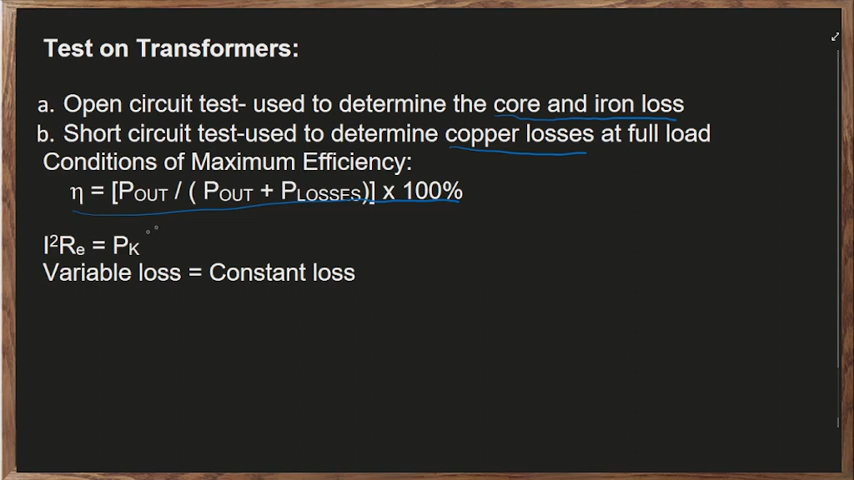 Test on Transformers:
a. Open circuit test- used to determine the core and iron loss
b. Short circuit test-used to determine copper losses at full load
Conditions of Maximum Efficiency:
η = [POUT / ( POUT + PLOSSES)] x 100%
I²Re = PK
Variable loss = Constant loss